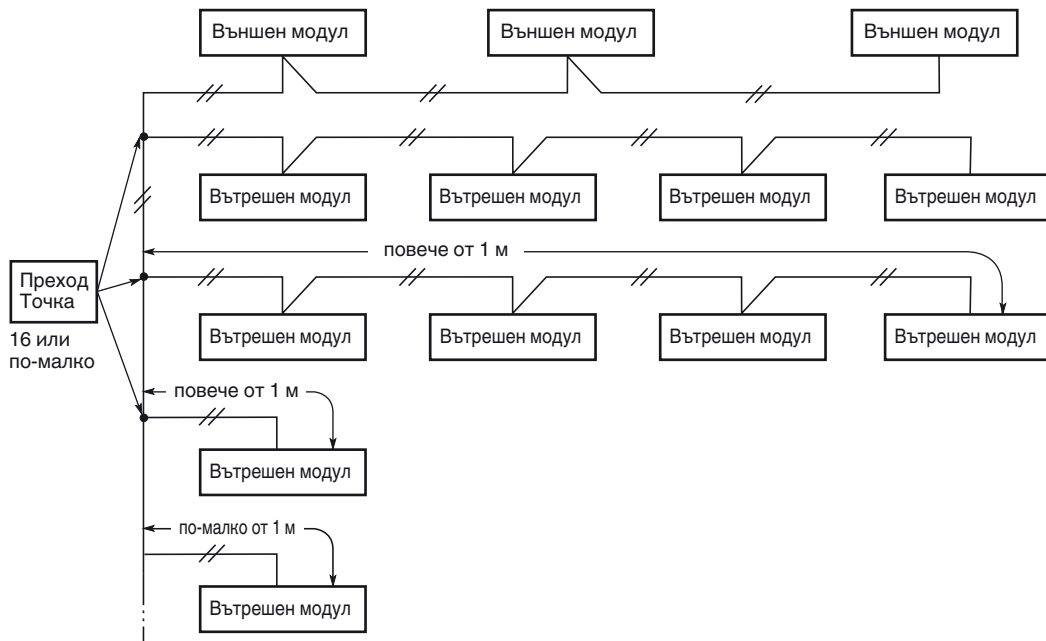 Външен модул
Външен модул
Външен модул
Вътрешен модул
Вътрешен модул
Вътрешен модул
Вътрешен модул
повече от 1 м
Преход
Точка
16 или
по-малко
Вътрешен модул
Вътрешен модул
Вътрешен модул
Вътрешен модул
повече от 1 м
Вътрешен модул
по-малко от 1 м
Вътрешен модул